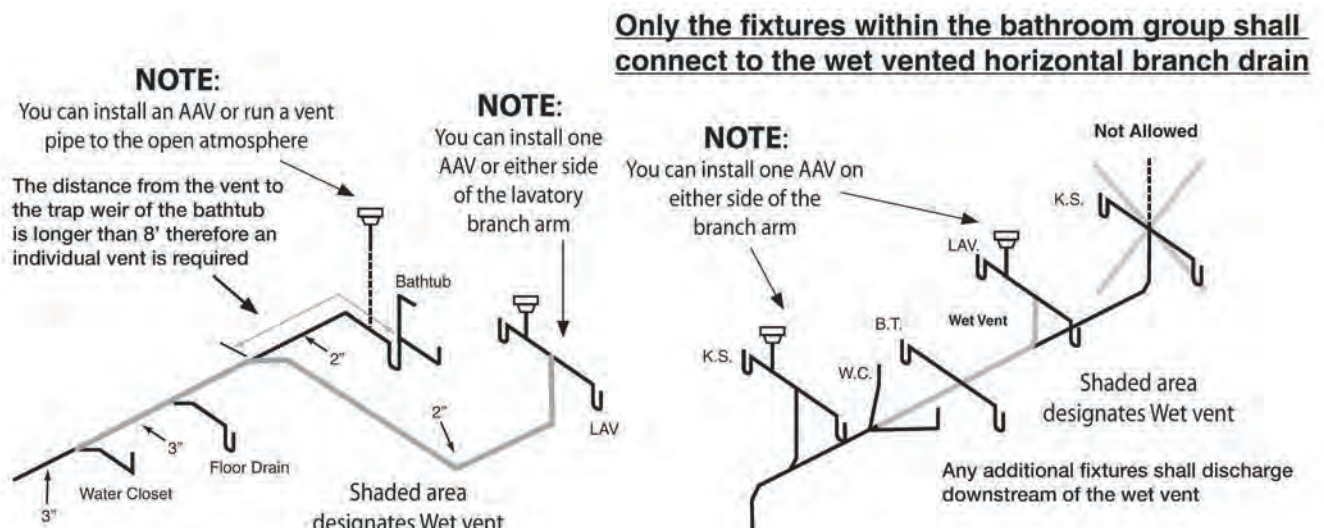 Only the fixtures within the bathroom group shall
connect to the wet vented horizontal branch drain
NOTE:
You can install an AAV or run a vent
pipe to the open atmosphere
The distance from the vent to
the trap weir of the bathtub
is longer than 8' therefore an
individual vent is required
NOTE:
You can install one
AAV or either side
of the lavatory
branch arm
Bathtub
2"
2"
LAV
3"
Floor Drain
Water Closet
3"
Shaded area
designates Wet vent
NOTE:
You can install one AAV on
either side of the
branch arm
Not Allowed
K.S.
LAV.
Wet Vent
B.T.
K.S.
W.C.
Shaded area
designates Wet vent
Any additional fixtures shall discharge
downstream of the wet vent